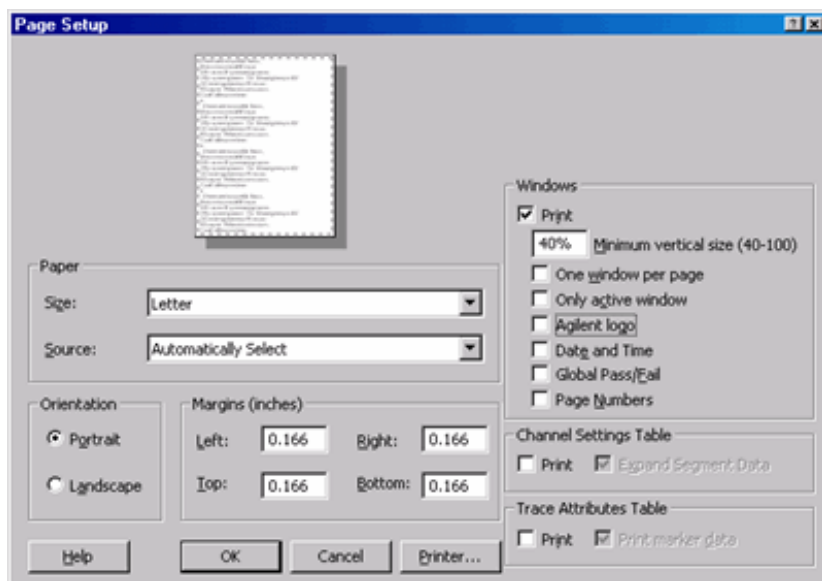 Page Setup
Windows
Print
40% Minimum vertical size (40-100)
One window per page
Only active window
Agilent logo
Date and Time
Global Pass/Fail
Page Numbers
Paper
Size: Letter
Source: Automatically Select
Orientation
Portrait
Landscape
Margins (inches)
Left: 0.166 Right: 0.166
Top: 0.166 Bottom: 0.166
Channel Settings Table
Print Expand Segment Data
Trace Attributes Table
Print Print marker data
Help OK Cancel Printer...